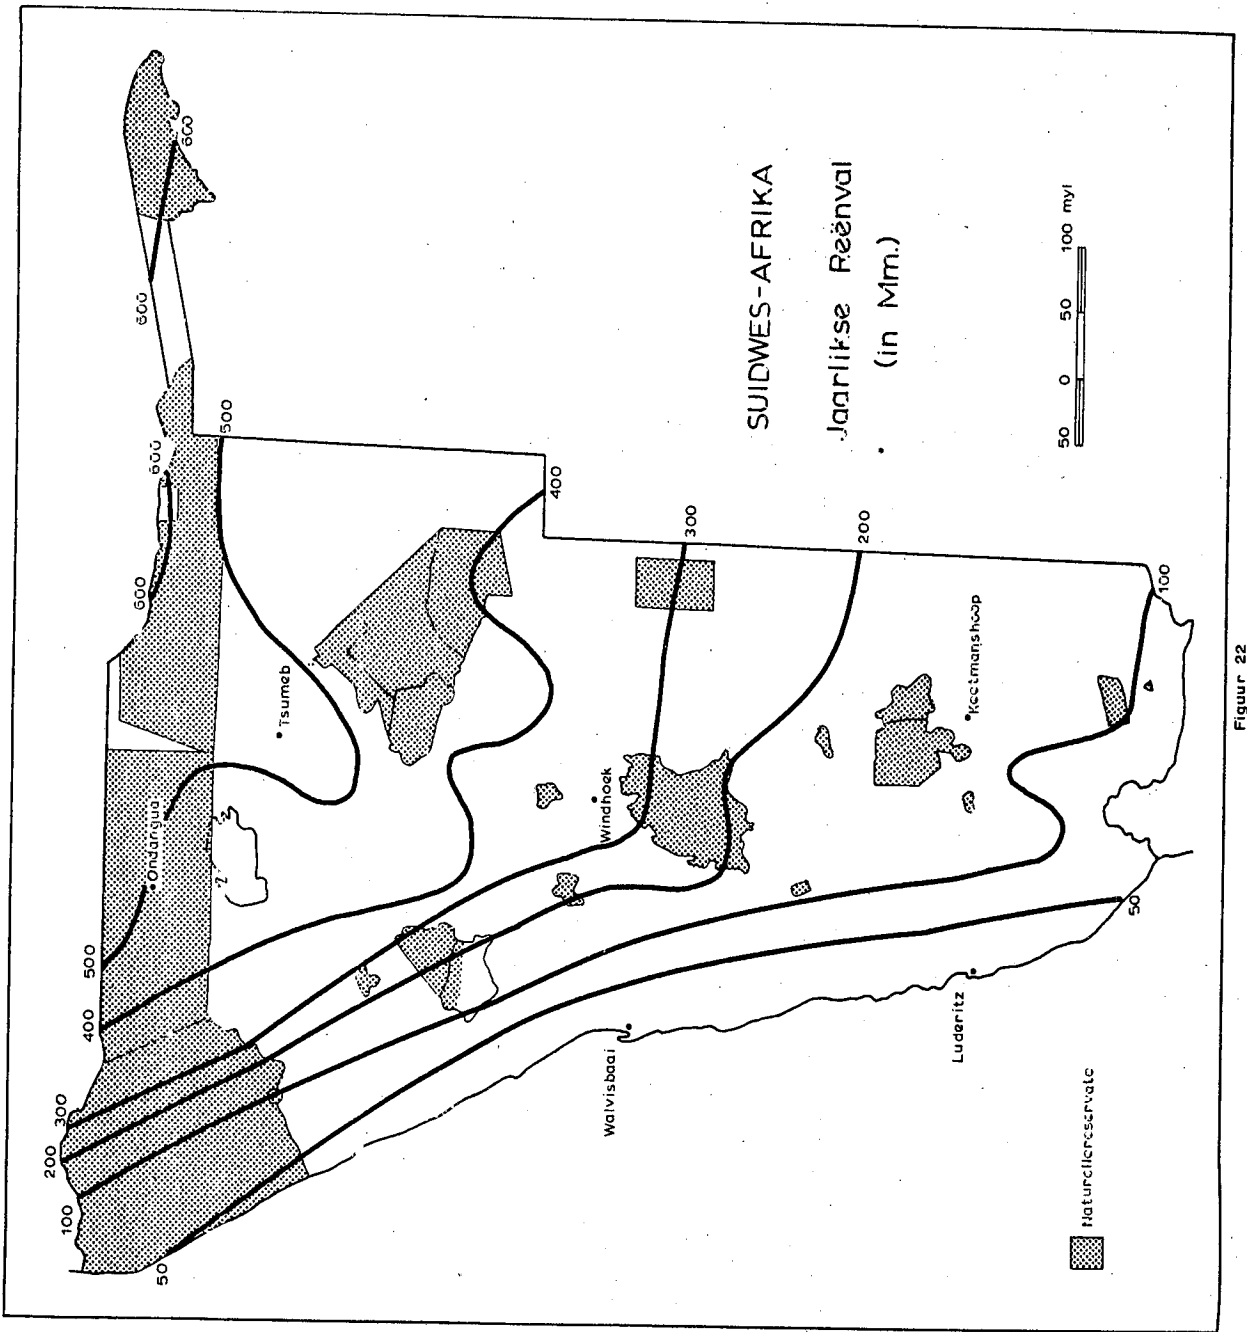 SUIDWES-AFRIKA
Jaarlikse Reënval
(in Mm.)
50 0 50 100 myl
600
600
600
600
500
500
400
400
300
300
200
200
100
100
50
50
Ondangua
Tsumeb
Windhoek
Walvisbaai
Keetmanshoop
Luderitz
Naturellereservate
Figuur 22